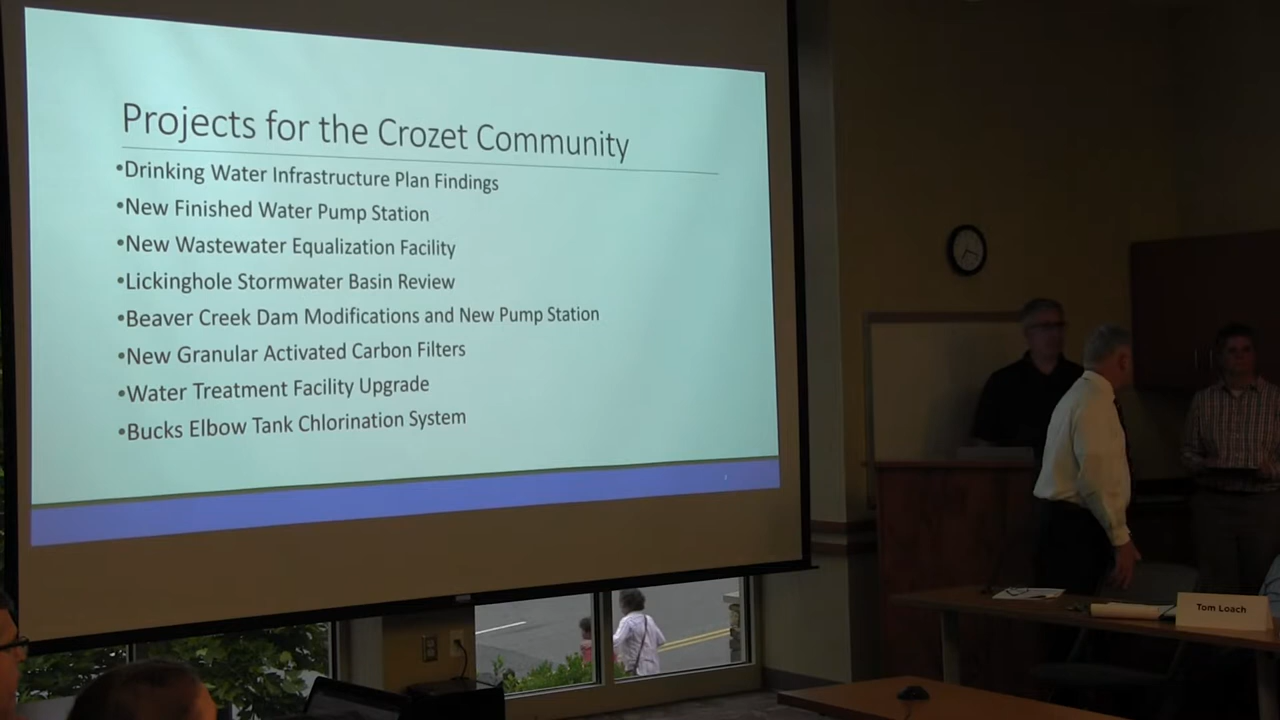 Projects for the Crozet Community
•Drinking Water Infrastructure Plan Findings
•New Finished Water Pump Station
•New Wastewater Equalization Facility
•Lickinghole Stormwater Basin Review
•Beaver Creek Dam Modifications and New Pump Station
•New Granular Activated Carbon Filters
•Water Treatment Facility Upgrade
•Bucks Elbow Tank Chlorination System
Tom Loach